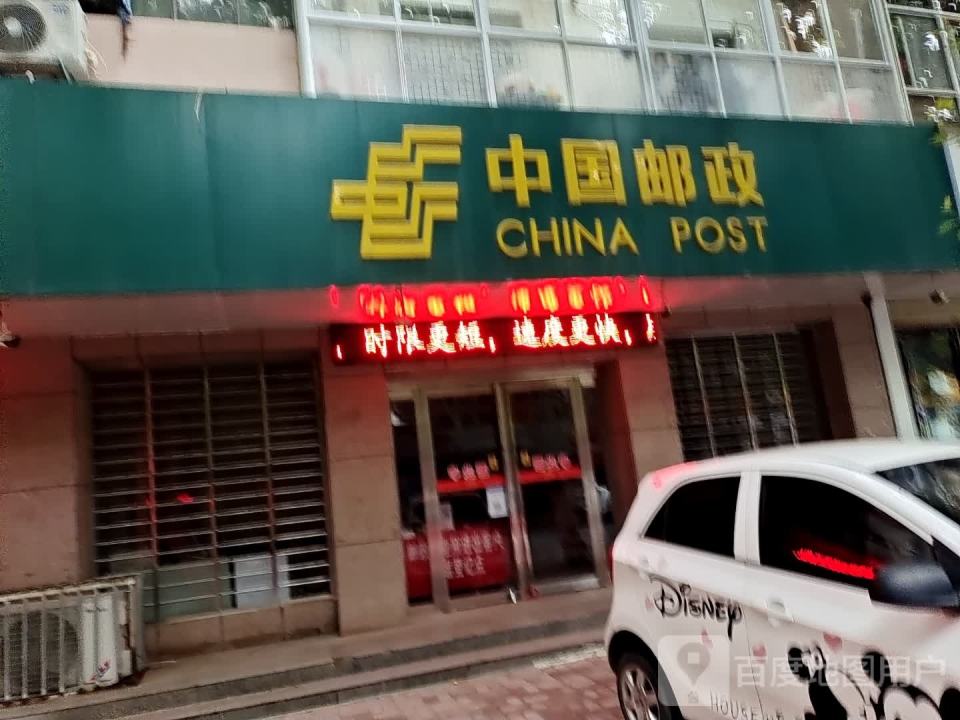 中国邮政
CHINA POST
时限更短，速度更快，
DISNEY
HOUSE
百度地图用户